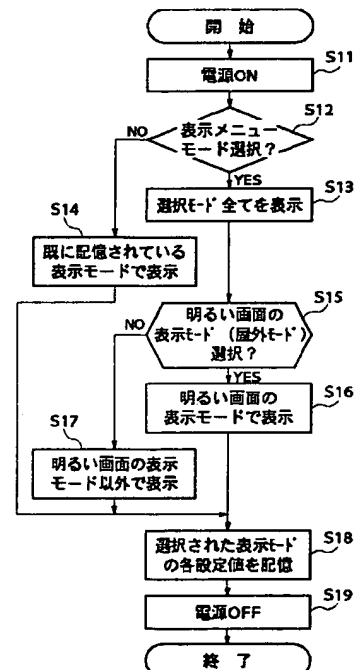 開 始
S11
電源ON
S12
表示メニュー
モード選択?
NO
YES
S13
選択ﾓｰﾄﾞ全てを表示
S14
既に記憶されている
表示モードで表示
S15
明るい画面の
表示ﾓｰﾄﾞ(屋外ﾓｰﾄﾞ)
選択?
NO
YES
S16
明るい画面の
表示モードで表示
S17
明るい画面の表示
モード以外で表示
S18
選択された表示ﾓｰﾄﾞ
の各設定値を記憶
S19
電源OFF
終 了